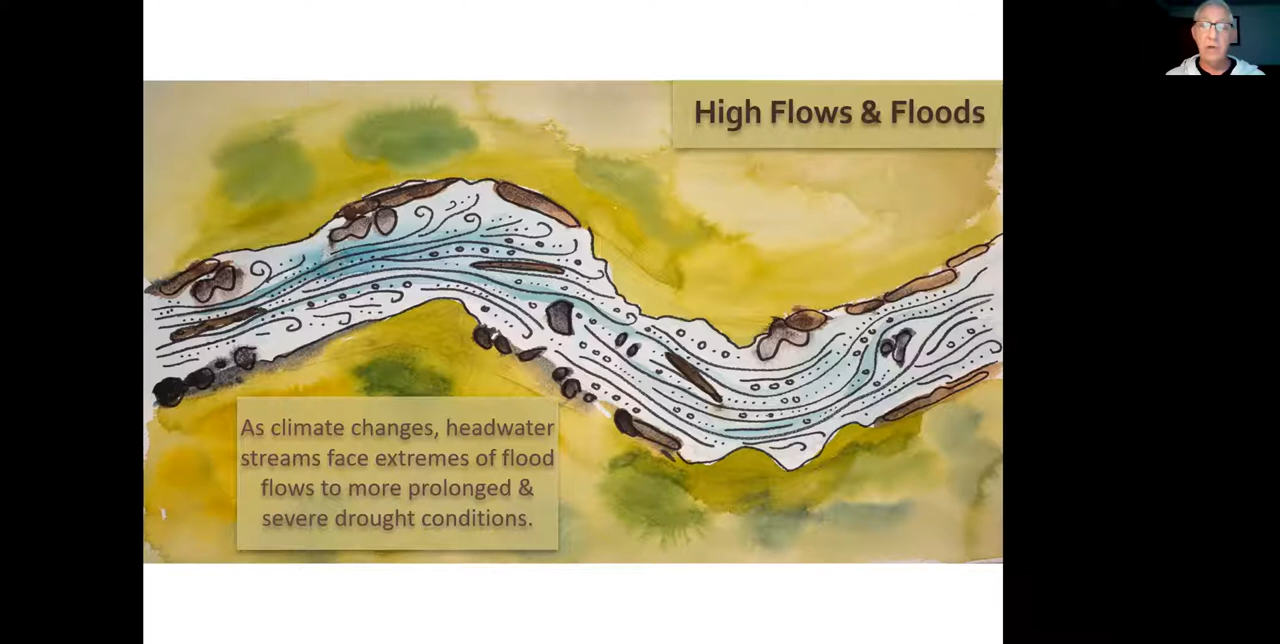 High Flows & Floods
As climate changes, headwater
streams face extremes of flood
flows to more prolonged &
severe drought conditions.